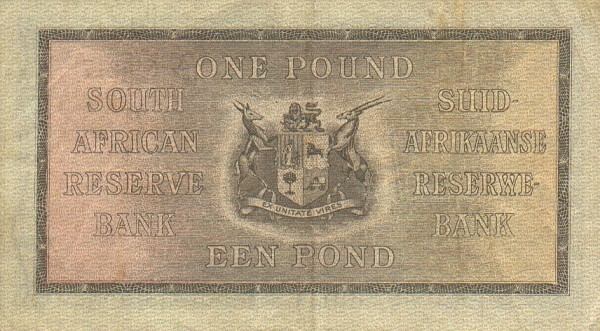 ONE POUND
SOUTH
AFRICAN
RESERVE
BANK
SUID-
AFRIKAANSE
RESERWE-
BANK
EX UNITATE VIRES
EEN POND